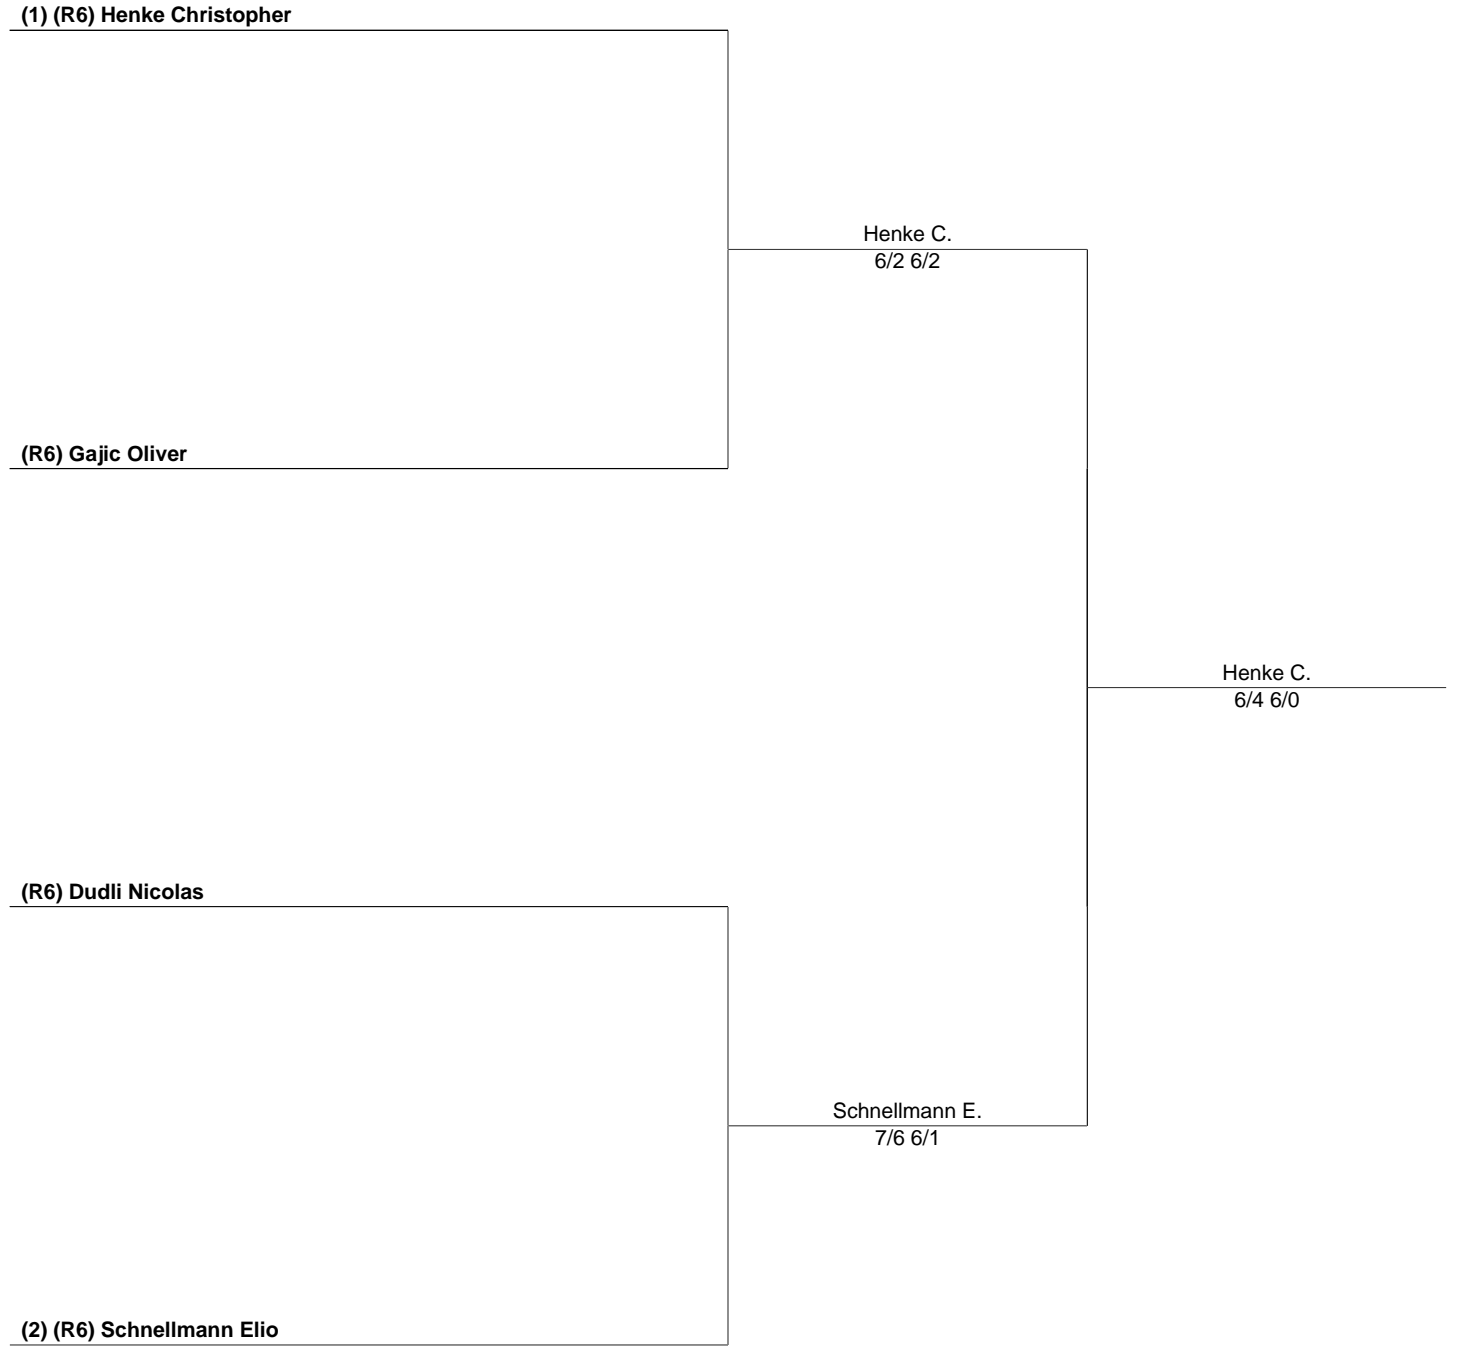 (1) (R6) Henke Christopher
Henke C.
6/2 6/2
(R6) Gajic Oliver
Henke C.
6/4 6/0
(R6) Dudli Nicolas
Schnellmann E.
7/6 6/1
(2) (R6) Schnellmann Elio